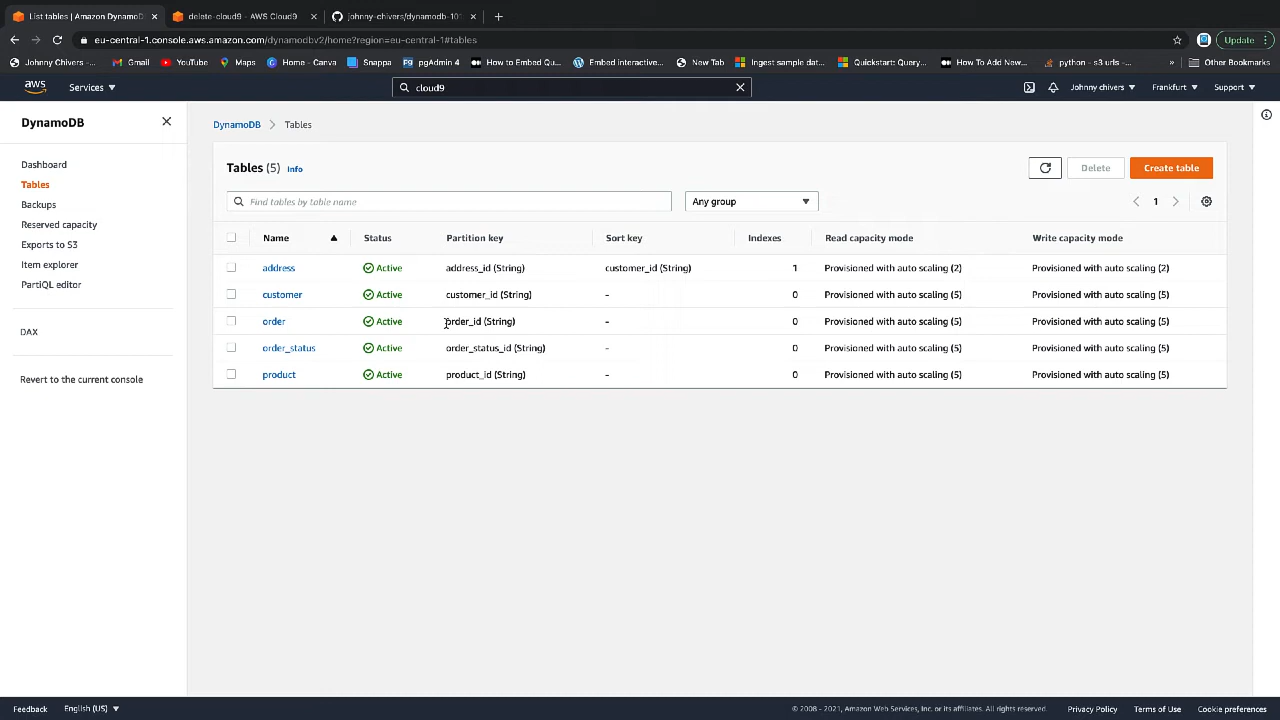 List tables | Amazon DynamoD
delete-cloud9 - AWS Cloud9
johnny-chivers/dynamodb-101
eu-central-1.console.aws.amazon.com/dynamodbv2/home?region=eu-central-1#tables
Update
Johnny Chivers -...
Gmail
YouTube
Maps
Home - Canva
Snappa
pgAdmin 4
How to Embed Qu...
Embed interactive...
New Tab
Ingest sample dat...
Quickstart: Query...
How To Add New...
python - s3 urls -...
Other Bookmarks
aws
Services
cloud9
Johnny chivers
Frankfurt
Support
DynamoDB
Dashboard
Tables
Backups
Reserved capacity
Exports to S3
Item explorer
PartiQL editor
DAX
Revert to the current console
DynamoDB > Tables
Tables (5) Info
Delete
Create table
Find tables by table name
Any group
1
Name Status Partition key Sort key Indexes Read capacity mode Write capacity mode
address Active address_id (String) customer_id (String) 1 Provisioned with auto scaling (2) Provisioned with auto scaling (2)
customer Active customer_id (String) - 0 Provisioned with auto scaling (5) Provisioned with auto scaling (5)
order Active order_id (String) - 0 Provisioned with auto scaling (5) Provisioned with auto scaling (5)
order_status Active order_status_id (String) - 0 Provisioned with auto scaling (5) Provisioned with auto scaling (5)
product Active product_id (String) - 0 Provisioned with auto scaling (5) Provisioned with auto scaling (5)
Feedback
English (US)
© 2008 - 2021, Amazon Web Services, Inc. or its affiliates. All rights reserved.
Privacy Policy
Terms of Use
Cookie preferences